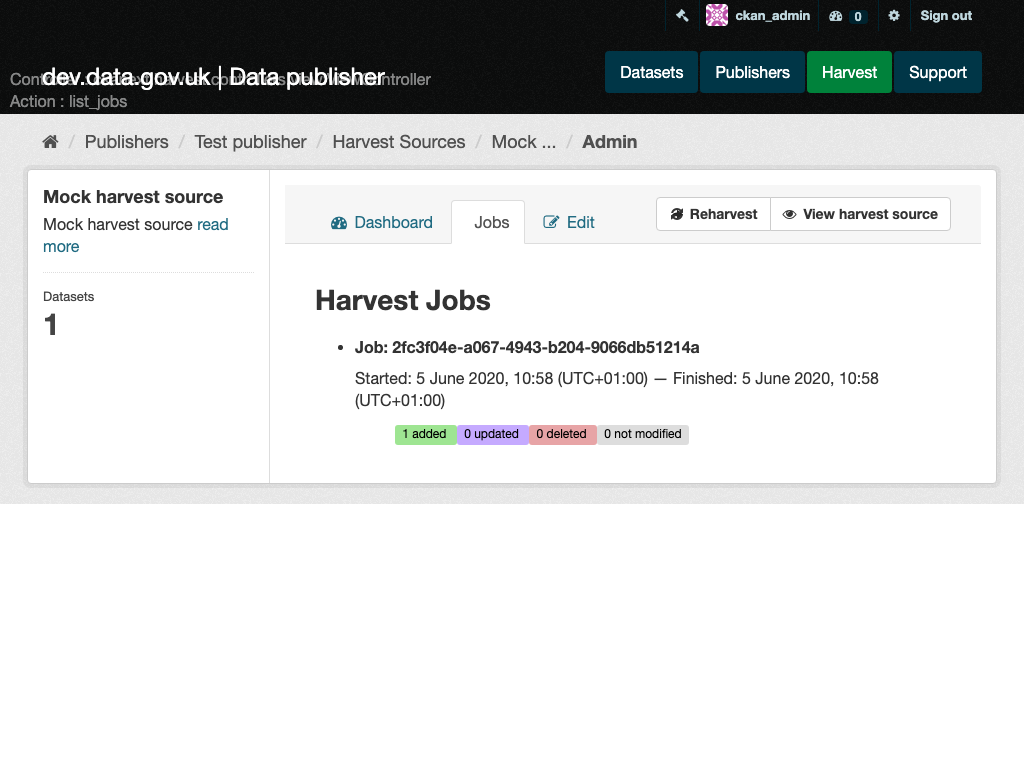 ckan_admin 0 Sign out
dev.data.gov.uk | Data publisher
Datasets Publishers Harvest Support
Action : list_jobs
/ Publishers / Test publisher / Harvest Sources / Mock ... / Admin
Mock harvest source
Mock harvest source read
more
Datasets
1
Dashboard Jobs Edit Reharvest View harvest source
Harvest Jobs
• Job: 2fc3f04e-a067-4943-b204-9066db51214a
Started: 5 June 2020, 10:58 (UTC+01:00) — Finished: 5 June 2020, 10:58
(UTC+01:00)
1 added 0 updated 0 deleted 0 not modified